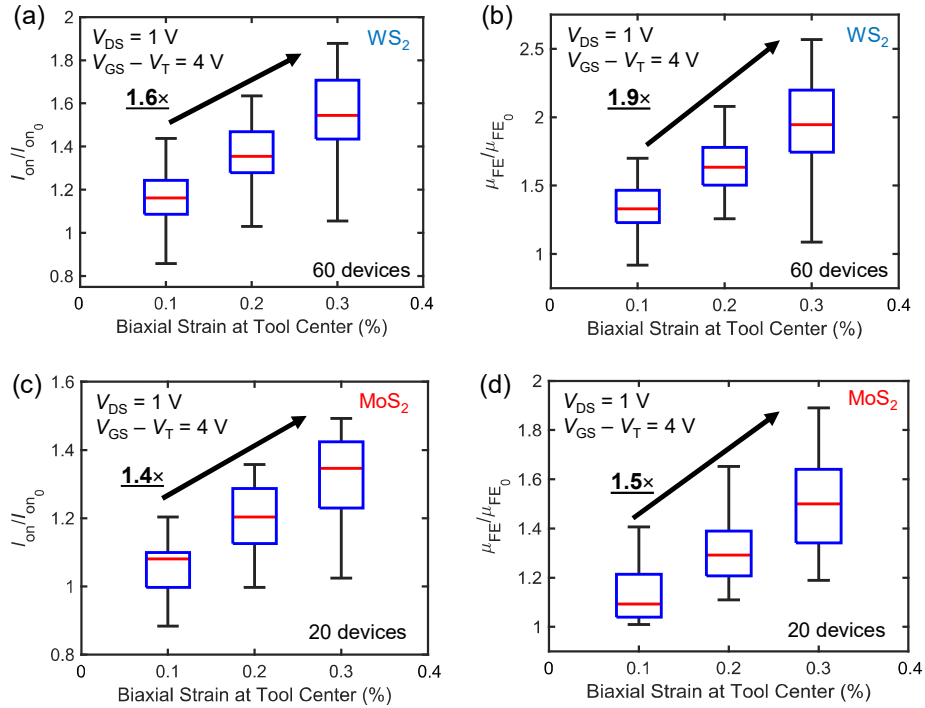 (a)
V_DS = 1 V
V_GS – V_T = 4 V
WS₂
1.6×
60 devices
2
1.8
1.6
1.4
1.2
1
0.8
I_on/I_on₀
0
0.1
0.2
0.3
0.4
Biaxial Strain at Tool Center (%)
(b)
V_DS = 1 V
V_GS – V_T = 4 V
WS₂
1.9×
60 devices
2.5
2
1.5
1
μ_FE/μ_FE₀
0
0.1
0.2
0.3
0.4
Biaxial Strain at Tool Center (%)
(c)
V_DS = 1 V
V_GS – V_T = 4 V
MoS₂
1.4×
20 devices
1.6
1.4
1.2
1
0.8
I_on/I_on₀
0
0.1
0.2
0.3
0.4
Biaxial Strain at Tool Center (%)
(d)
V_DS = 1 V
V_GS – V_T = 4 V
MoS₂
1.5×
20 devices
2
1.8
1.6
1.4
1.2
1
μ_FE/μ_FE₀
0
0.1
0.2
0.3
0.4
Biaxial Strain at Tool Center (%)